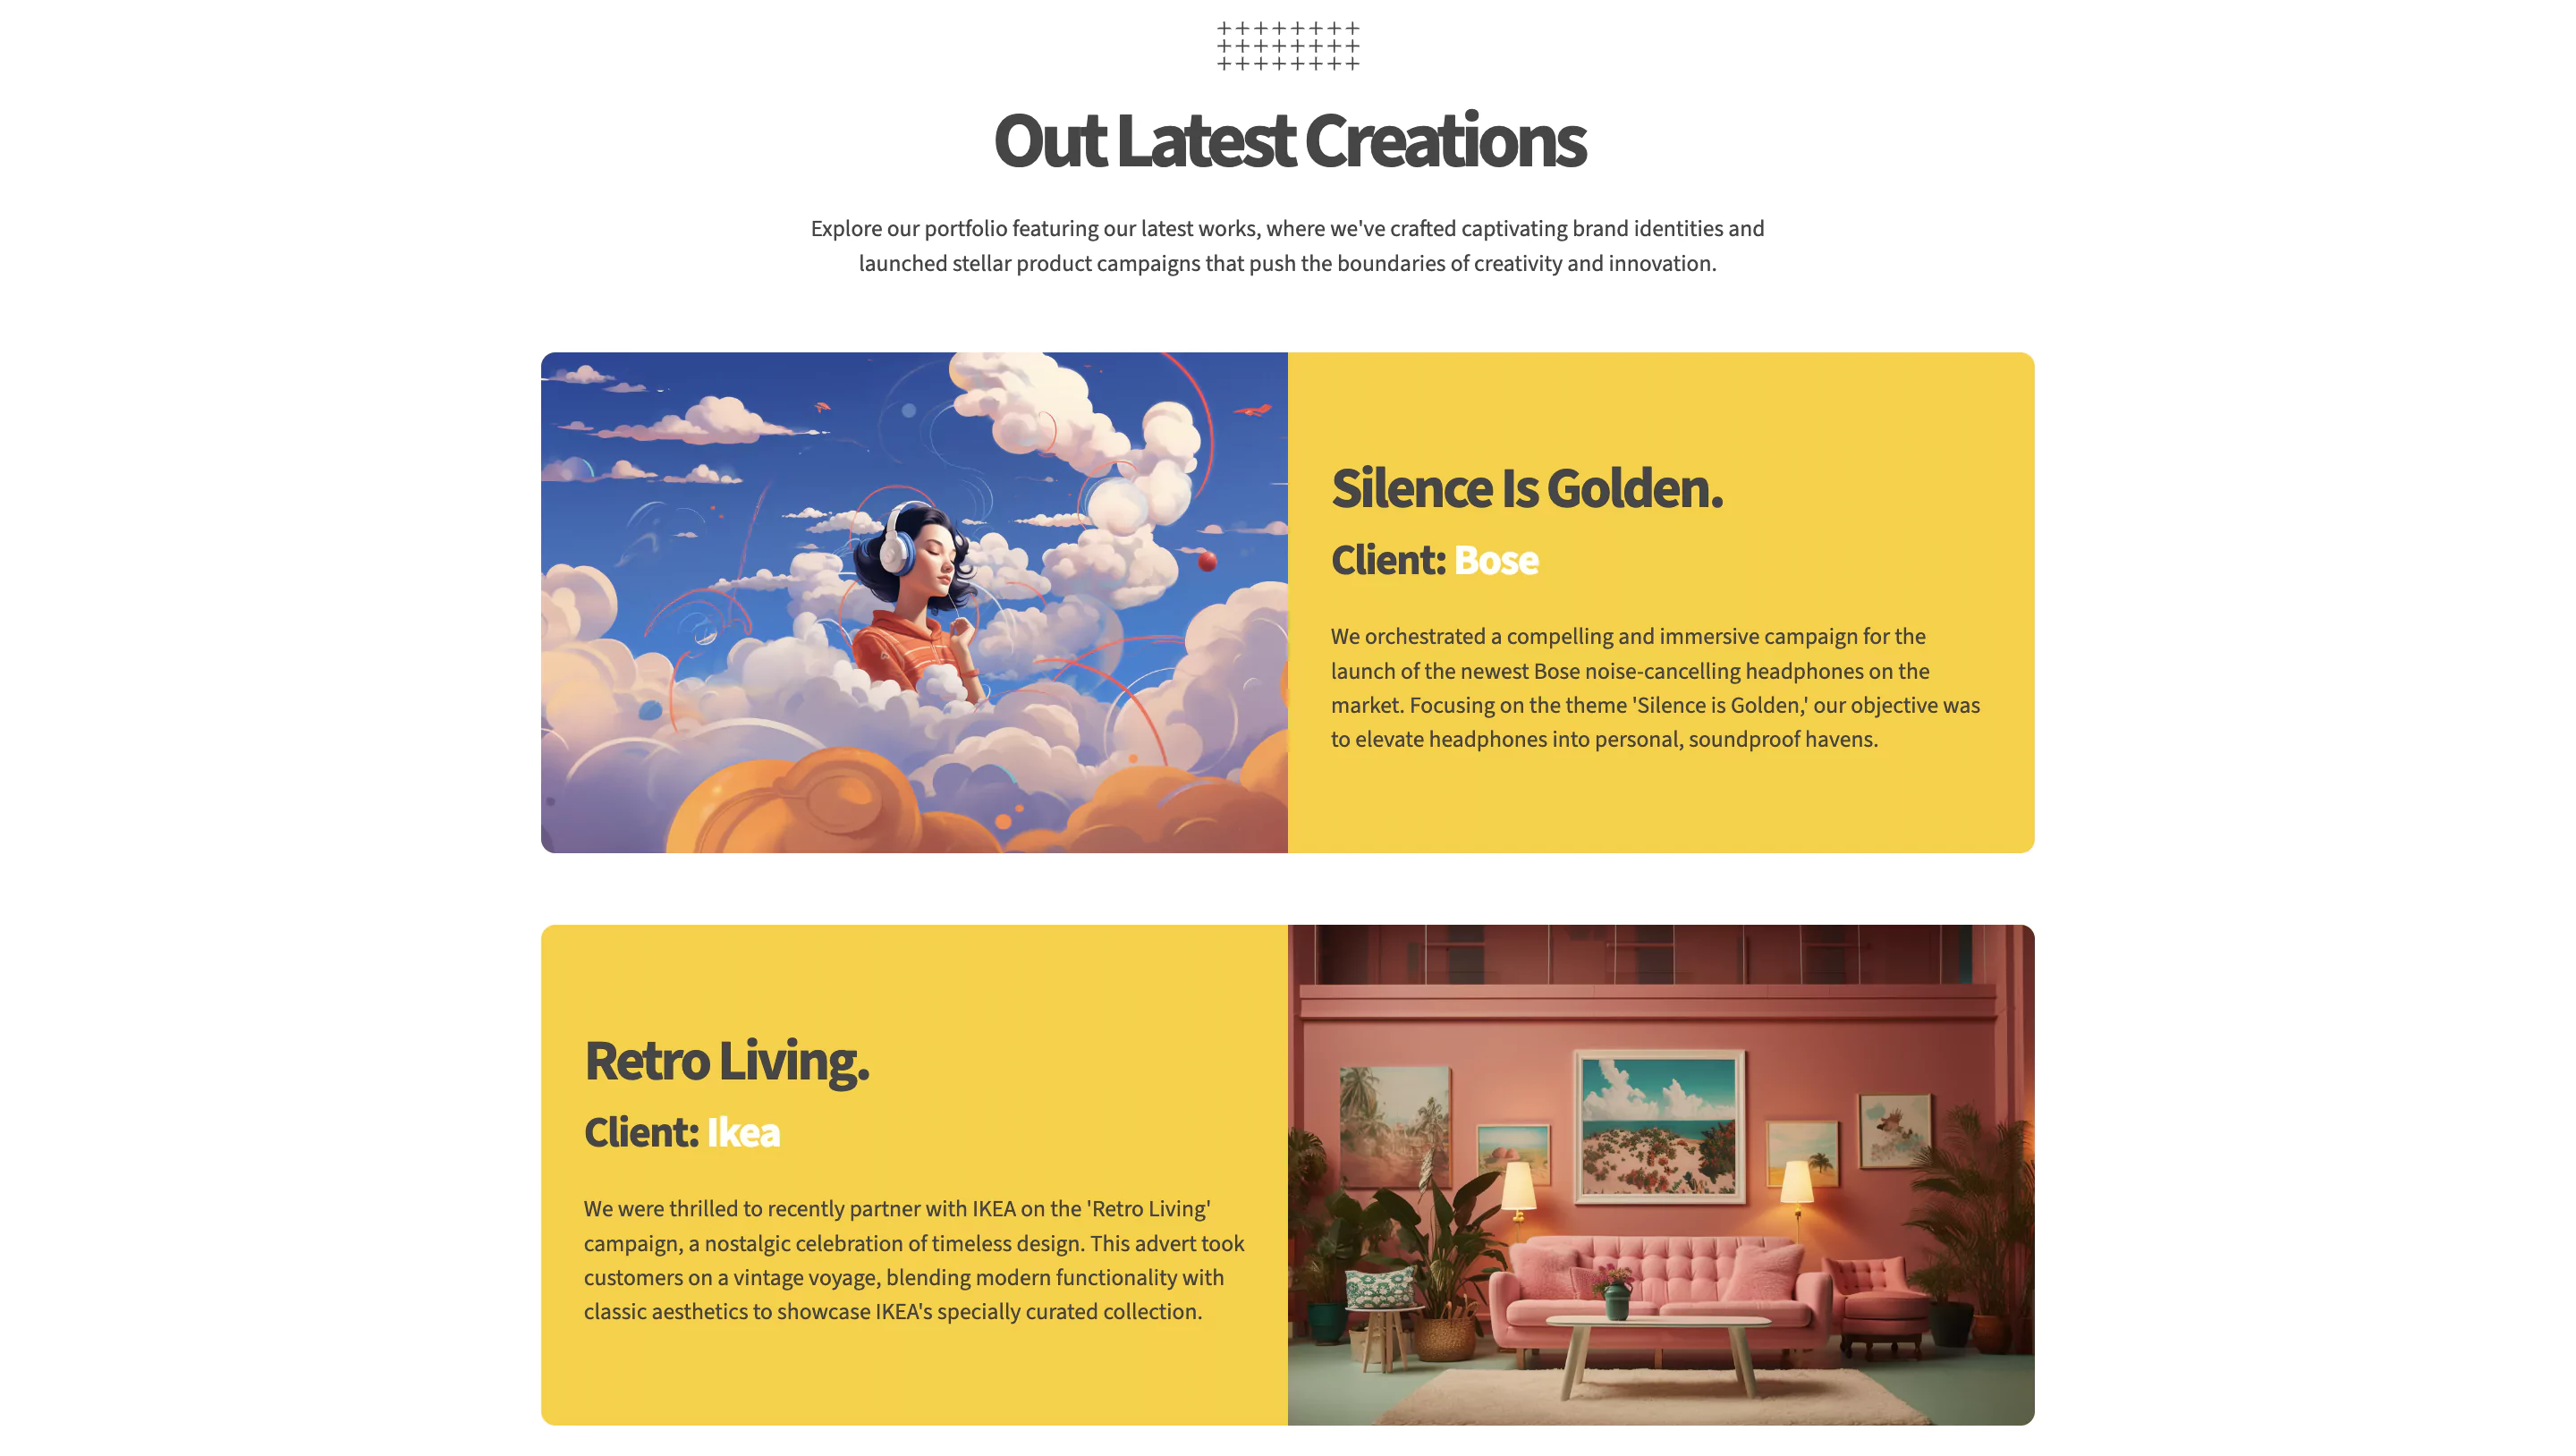 Out Latest Creations
Explore our portfolio featuring our latest works, where we've crafted captivating brand identities and
launched stellar product campaigns that push the boundaries of creativity and innovation.
Silence Is Golden.
Client: Bose
We orchestrated a compelling and immersive campaign for the
launch of the newest Bose noise-cancelling headphones on the
market. Focusing on the theme 'Silence is Golden,' our objective was
to elevate headphones into personal, soundproof havens.
Retro Living.
Client: Ikea
We were thrilled to recently partner with IKEA on the 'Retro Living'
campaign, a nostalgic celebration of timeless design. This advert took
customers on a vintage voyage, blending modern functionality with
classic aesthetics to showcase IKEA's specially curated collection.